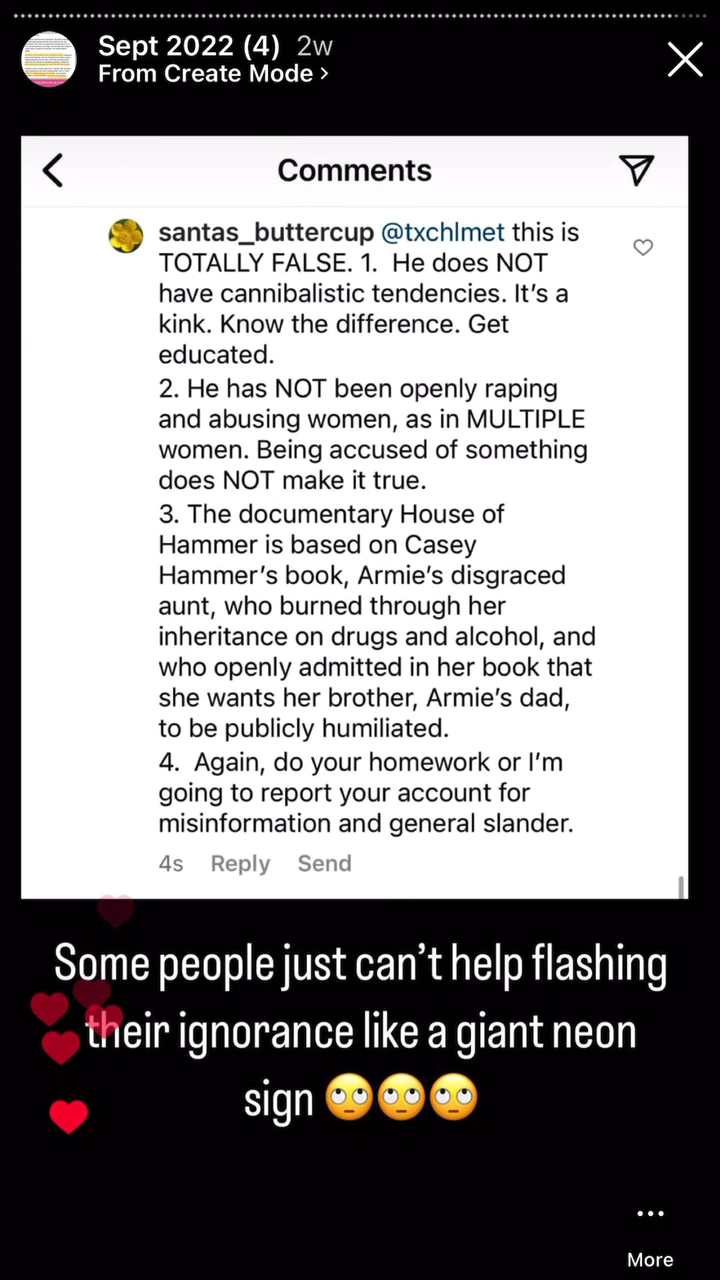 Sept 2022 (4) 2w
From Create Mode >
Comments
santas_buttercup @txchlmet this is
TOTALLY FALSE. 1. He does NOT
have cannibalistic tendencies. It’s a
kink. Know the difference. Get
educated.
2. He has NOT been openly raping
and abusing women, as in MULTIPLE
women. Being accused of something
does NOT make it true.
3. The documentary House of
Hammer is based on Casey
Hammer’s book, Armie’s disgraced
aunt, who burned through her
inheritance on drugs and alcohol, and
who openly admitted in her book that
she wants her brother, Armie’s dad,
to be publicly humiliated.
4. Again, do your homework or I’m
going to report your account for
misinformation and general slander.
4s Reply Send
Some people just can’t help flashing
their ignorance like a giant neon
sign 🙄🙄🙄
More